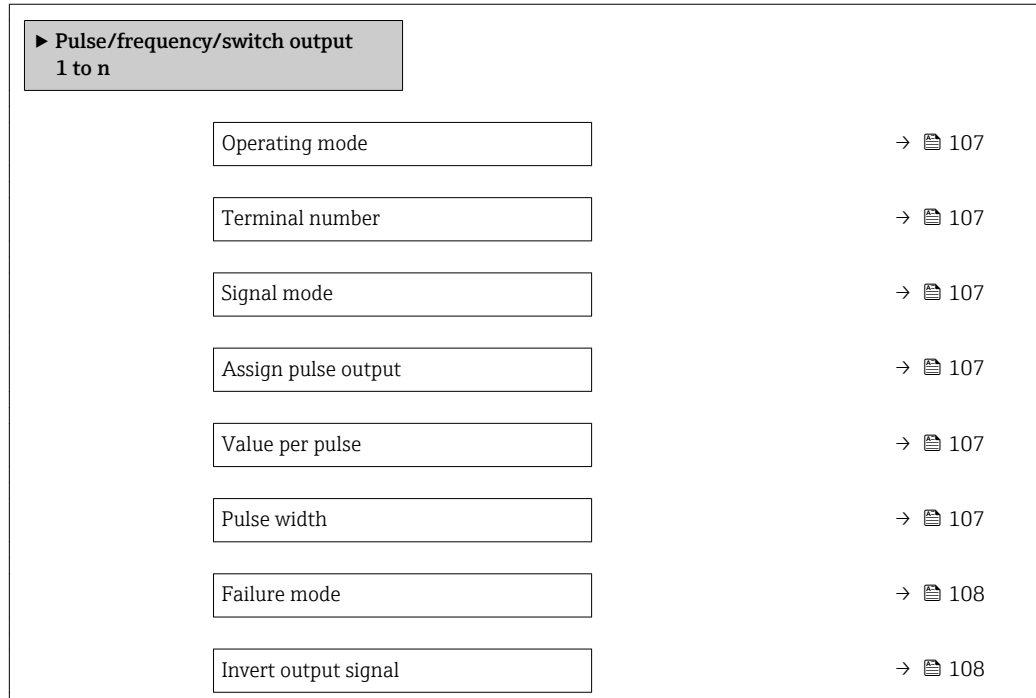 ▶ Pulse/frequency/switch output
1 to n
Operating mode → 107
Terminal number → 107
Signal mode → 107
Assign pulse output → 107
Value per pulse → 107
Pulse width → 107
Failure mode → 108
Invert output signal → 108